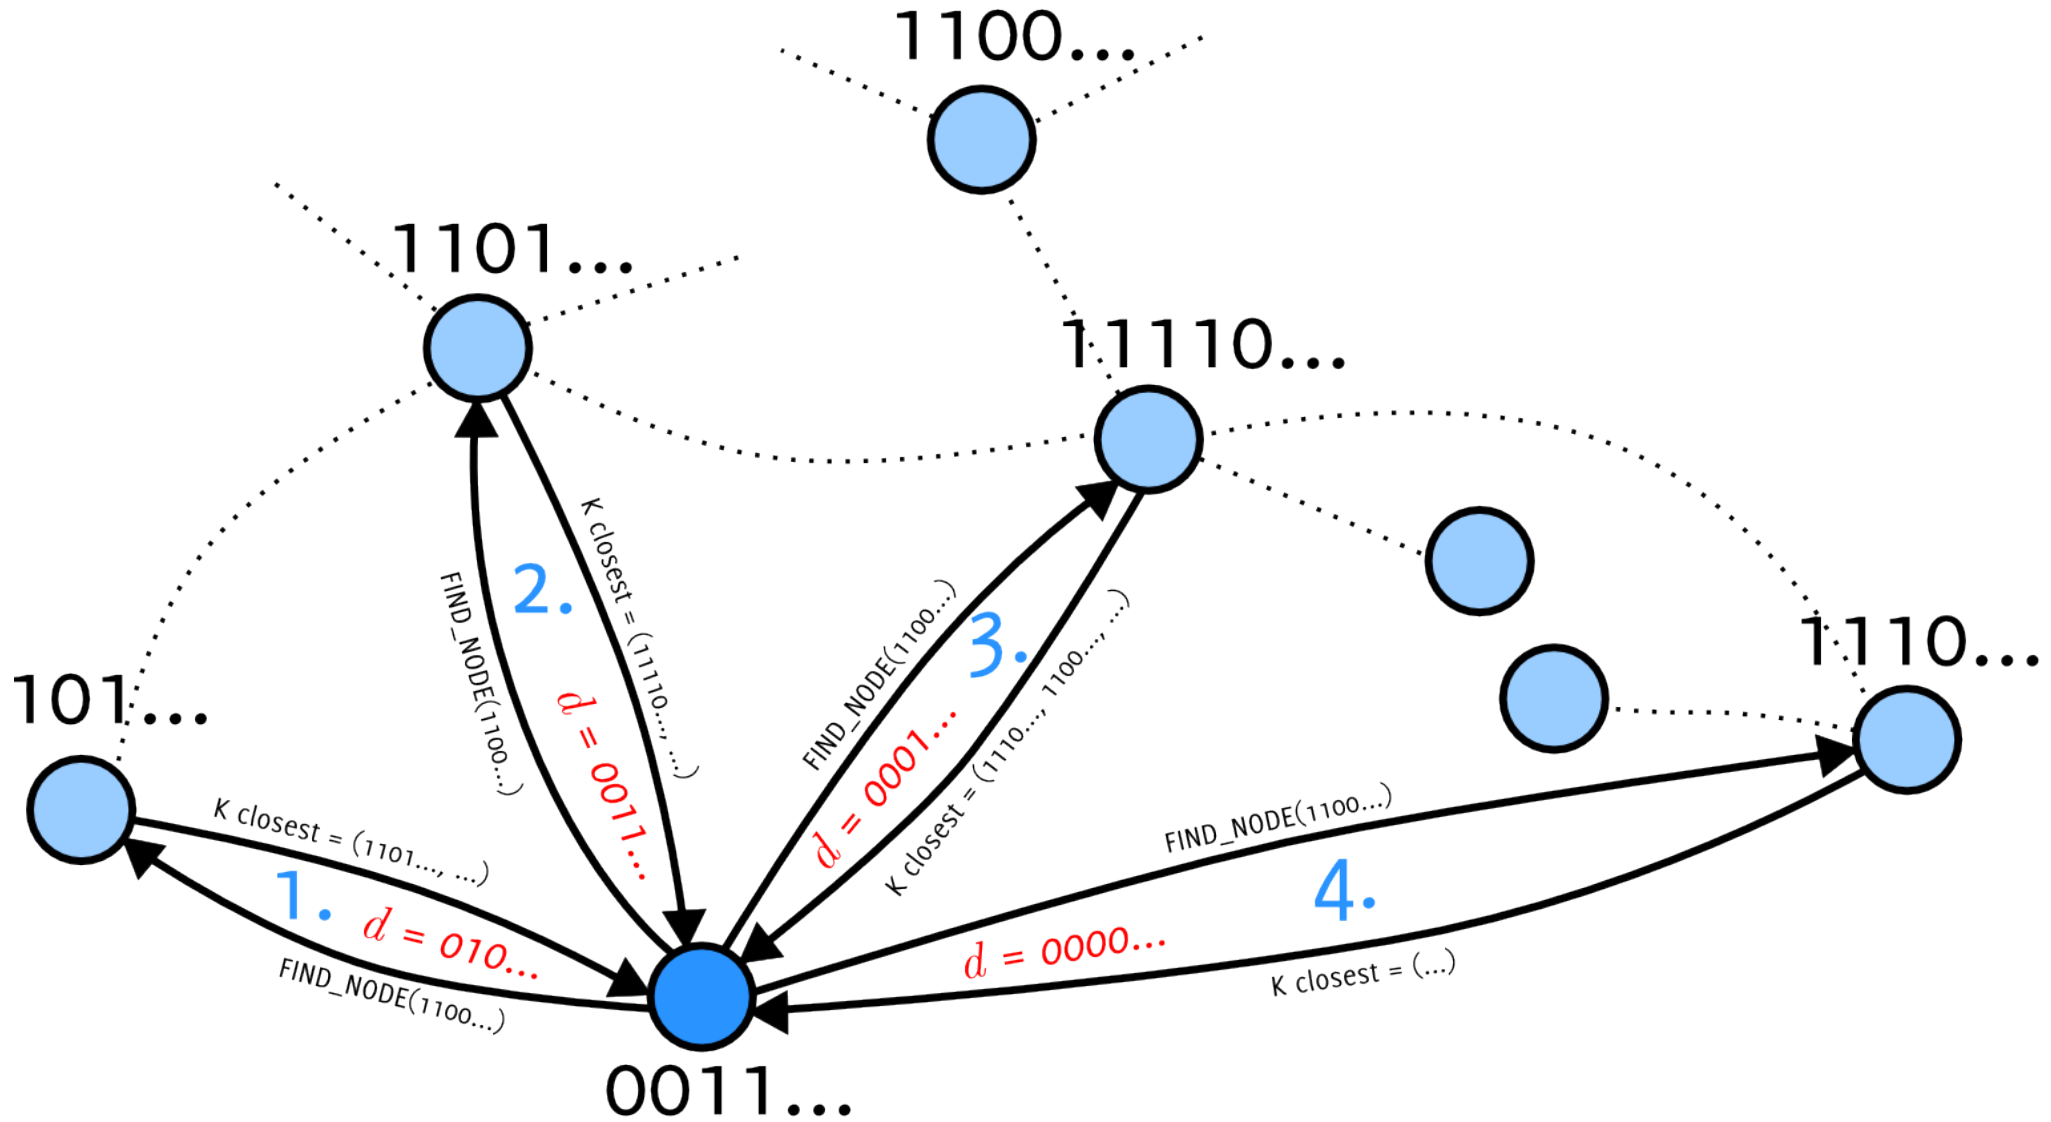 1100...
1101...
11110...
1110...
101...
0011...
K closest = (1101..., ...)
1.
d = 010...
FIND_NODE(1100...)
FIND_NODE(1100...)
2.
d = 0011...
K closest = (11110..., ...)
FIND_NODE(1100...)
3.
d = 0001...
K closest = (1110..., 1100..., ...)
FIND_NODE(1100...)
4.
d = 0000...
K closest = (...)